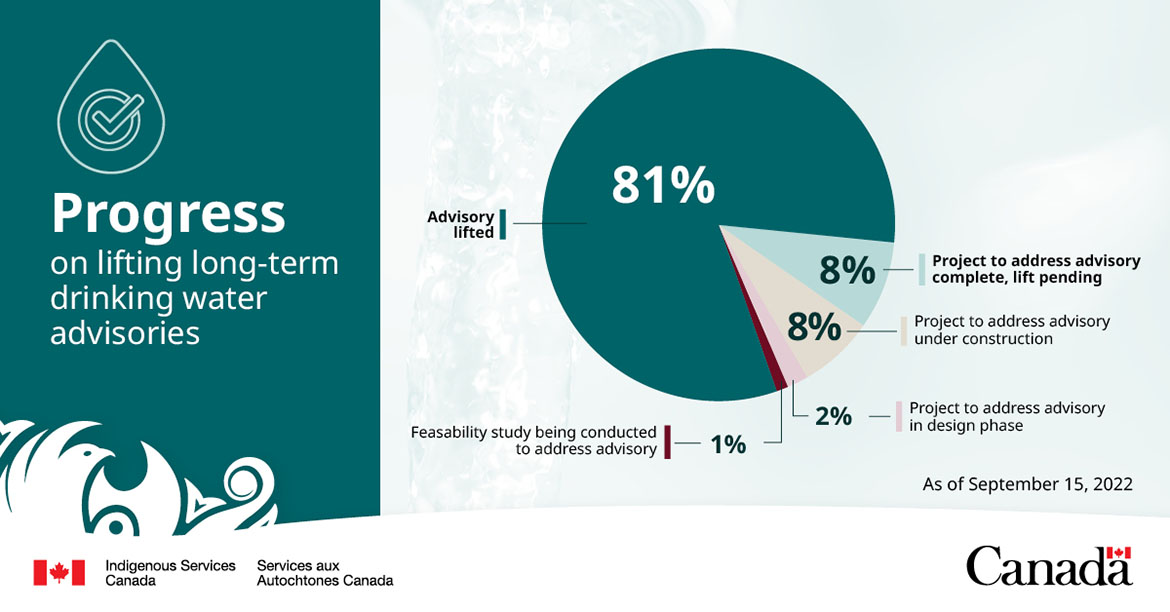 Progress
on lifting long-term
drinking water
advisories
81%
Advisory
lifted
8%
Project to address advisory
complete, lift pending
8%
Project to address advisory
under construction
2%
Project to address advisory
in design phase
Feasability study being conducted
to address advisory
1%
As of September 15, 2022
Indigenous Services
Canada
Services aux
Autochtones Canada
Canada